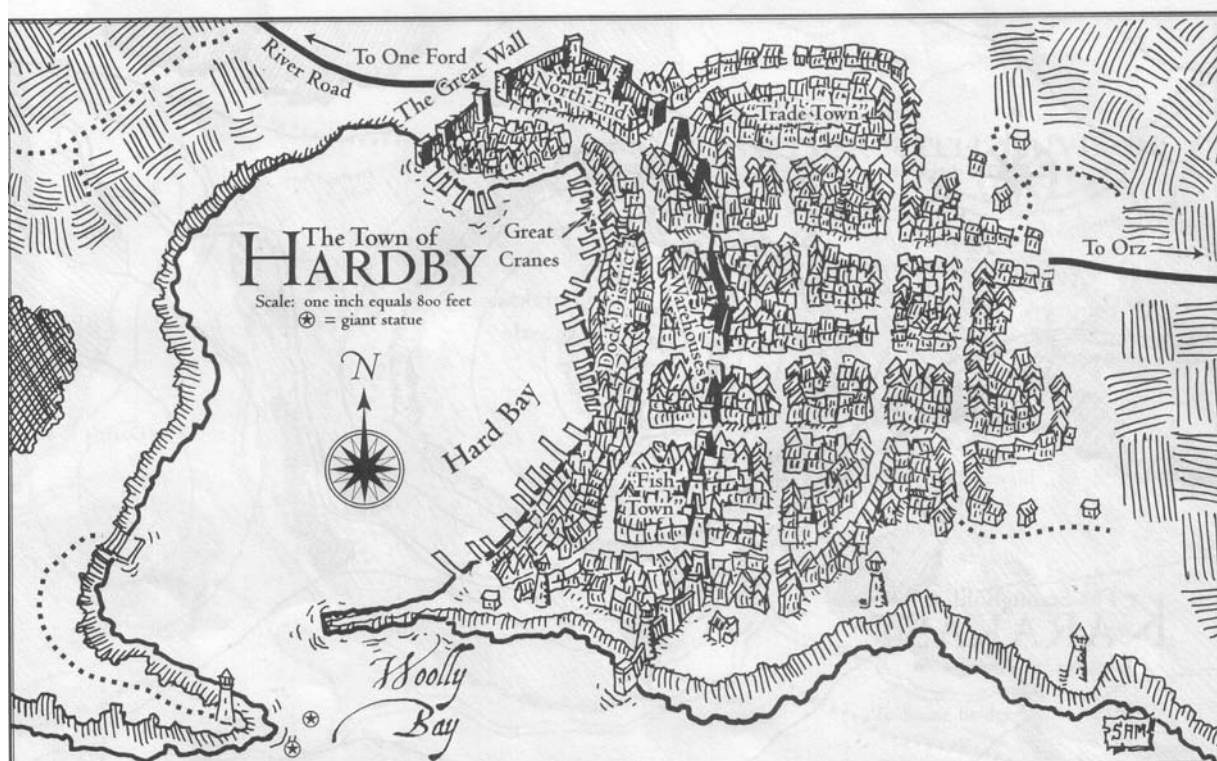 To One Ford
River Road
The Great Wall
North End
"Trade Town"
The Town of
HARDBY
Scale: one inch equals 800 feet
= giant statue
Great
Cranes
To Orz
Dock District
Warehouses
N
Hard Bay
"Fish
Town"
Woolly
Bay
SAM